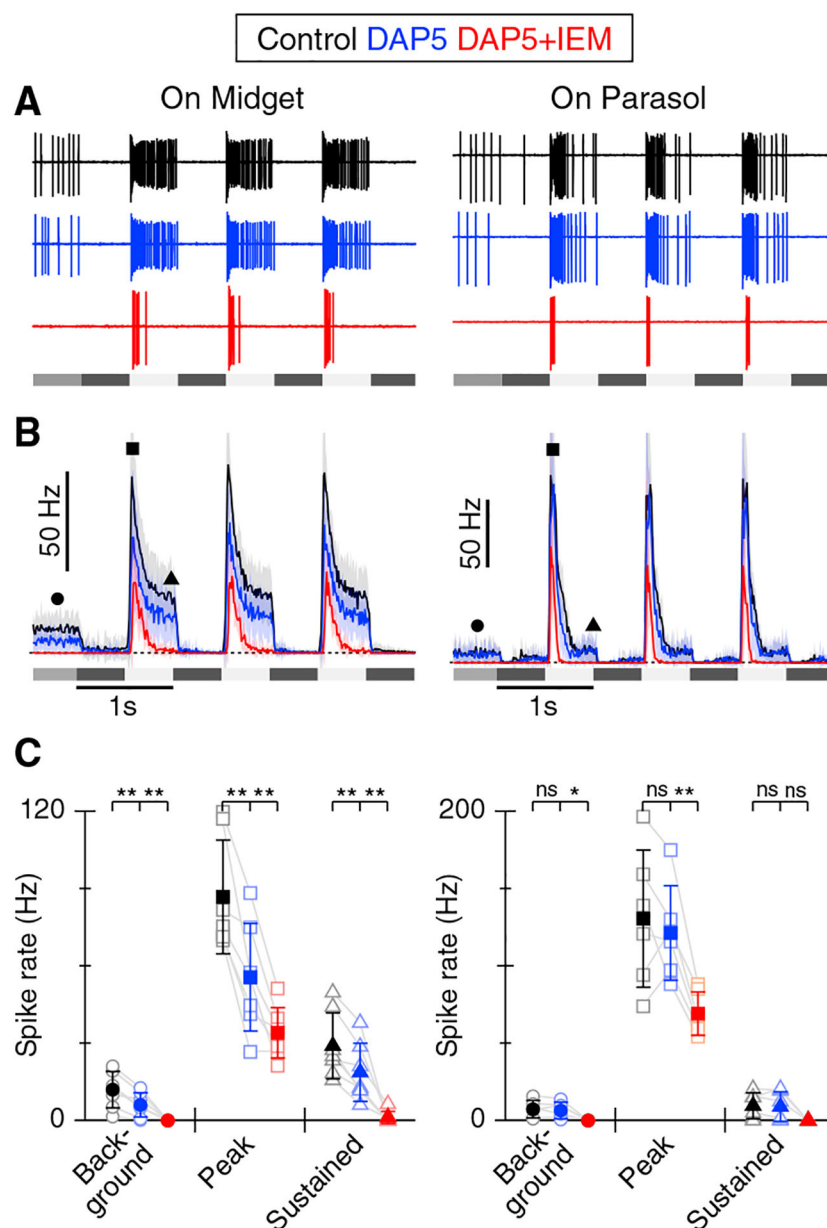 Control DAP5 DAP5+IEM
A
On Midget
On Parasol
B
50 Hz
50 Hz
1s
1s
C
120
** **
** **
** **
Spike rate (Hz)
0
Back-
ground
Peak
Sustained
200
ns *
ns **
ns ns
Spike rate (Hz)
0
Back-
ground
Peak
Sustained